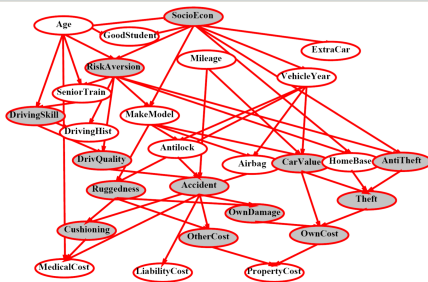 SocioEcon
Age
GoodStudent
ExtraCar
Mileage
RiskAversion
VehicleYear
SeniorTrain
DrivingSkill
MakeModel
DrivingHist
Antilock
DrivQuality
Airbag
CarValue
HomeBase
AntiTheft
Ruggedness
Accident
Theft
OwnDamage
Cushioning
OtherCost
OwnCost
MedicalCost
LiabilityCost
PropertyCost